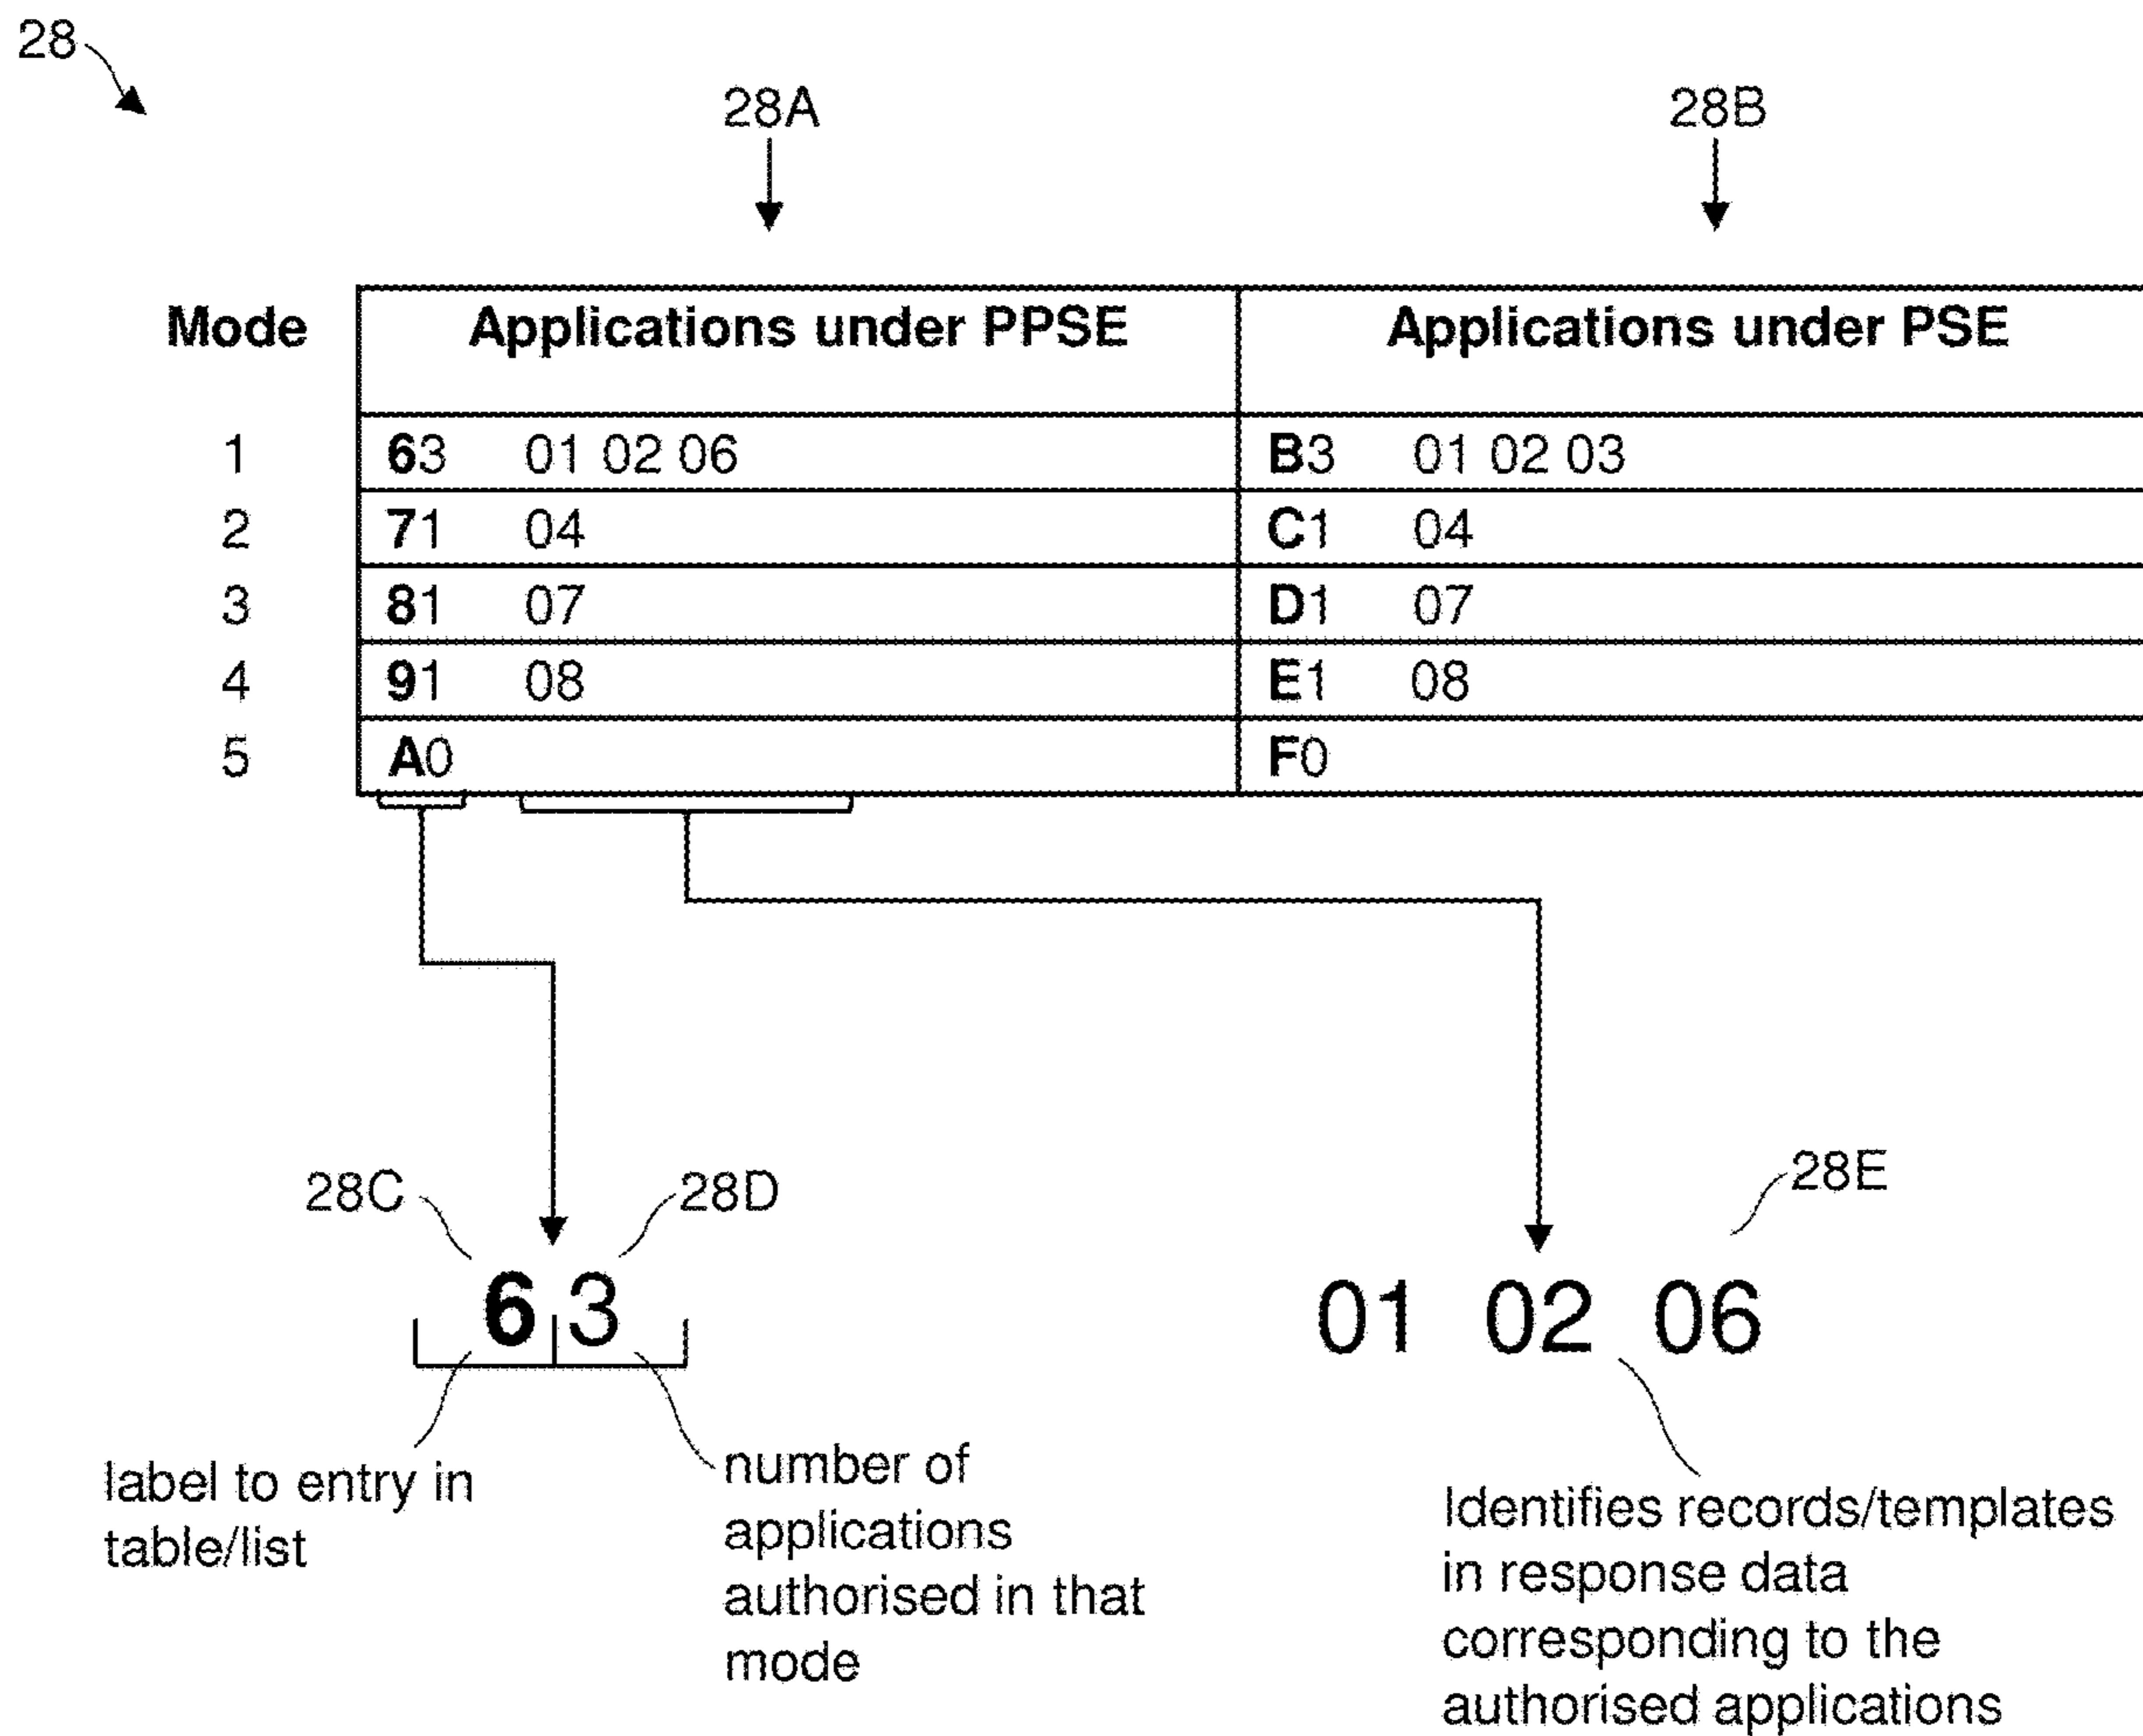 28
28A 28B
Mode Applications under PPSE Applications under PSE
1 63 01 02 06 B3 01 02 03
2 71 04 C1 04
3 81 07 D1 07
4 91 08 E1 08
5 A0 F0
28C 28D 28E
6 3 01 02 06
label to entry in
table/list
number of
applications
authorised in that
mode
Identifies records/templates
in response data
corresponding to the
authorised applications